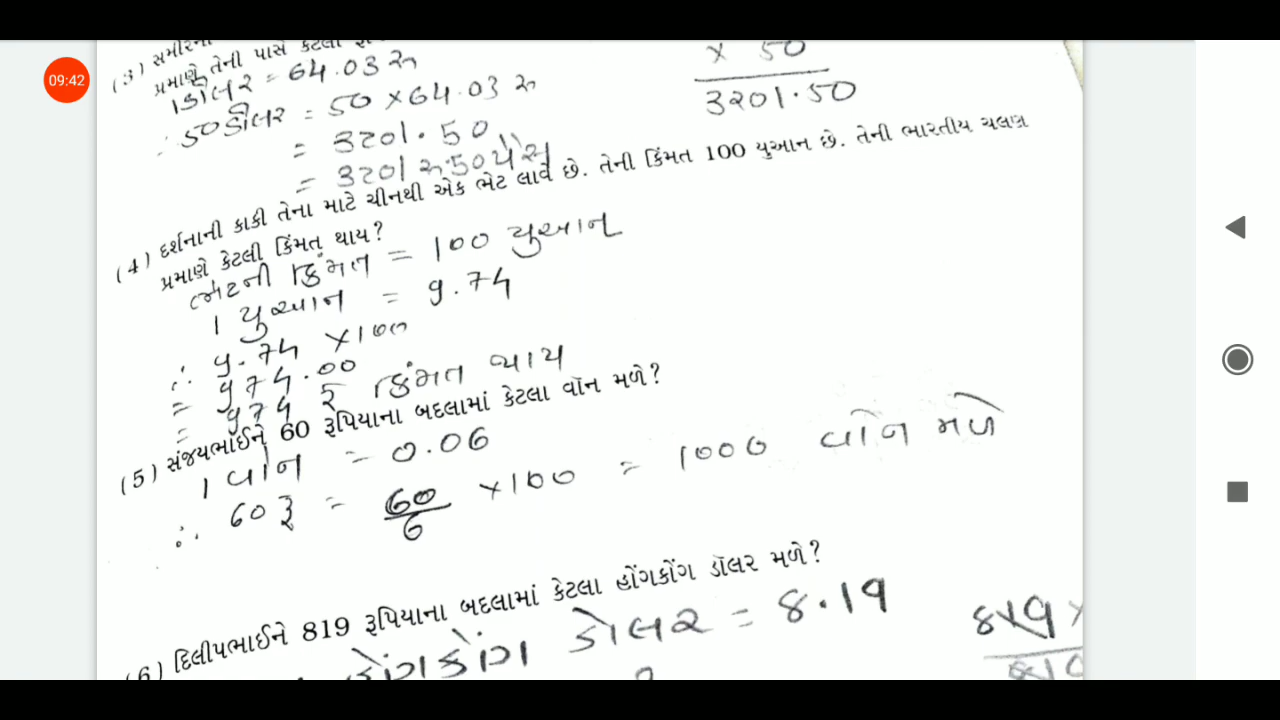 09:42
(3) સમીરના
પ્રમાણે તેની પાસે કેટલા
1 ડોલર = 64.03 રુ
∴ 50 ડોલર = 50 × 64.03 રુ
= 3201.50
= 3201 રુ. 50 પૈસા
× 50
3201.50
(4) દર્શનાની કાકી તેના માટે ચીનથી એક ભેટ લાવે છે. તેની કિંમત 100 યુઆન છે. તેની ભારતીય ચલણ
પ્રમાણે કેટલી કિંમત થાય?
ભેટની કિંમત = 100 યુઆન
1 યુઆન = 9.74
∴ 9.74 × 100
= 974.00
= 974 રૂ કિંમત થાય
(5) સંજયભાઈને 60 રૂપિયાના બદલામાં કેટલા વૉન મળે?
1 વોન = 0.06
∴ 60 રૂ = 60/6 × 100 = 1000 વોન મળે
(6) દિલીપભાઈને 819 રૂપિયાના બદલામાં કેટલા હોંગકોંગ ડૉલર મળે?
હોંગકોંગ ડોલર = 8.19